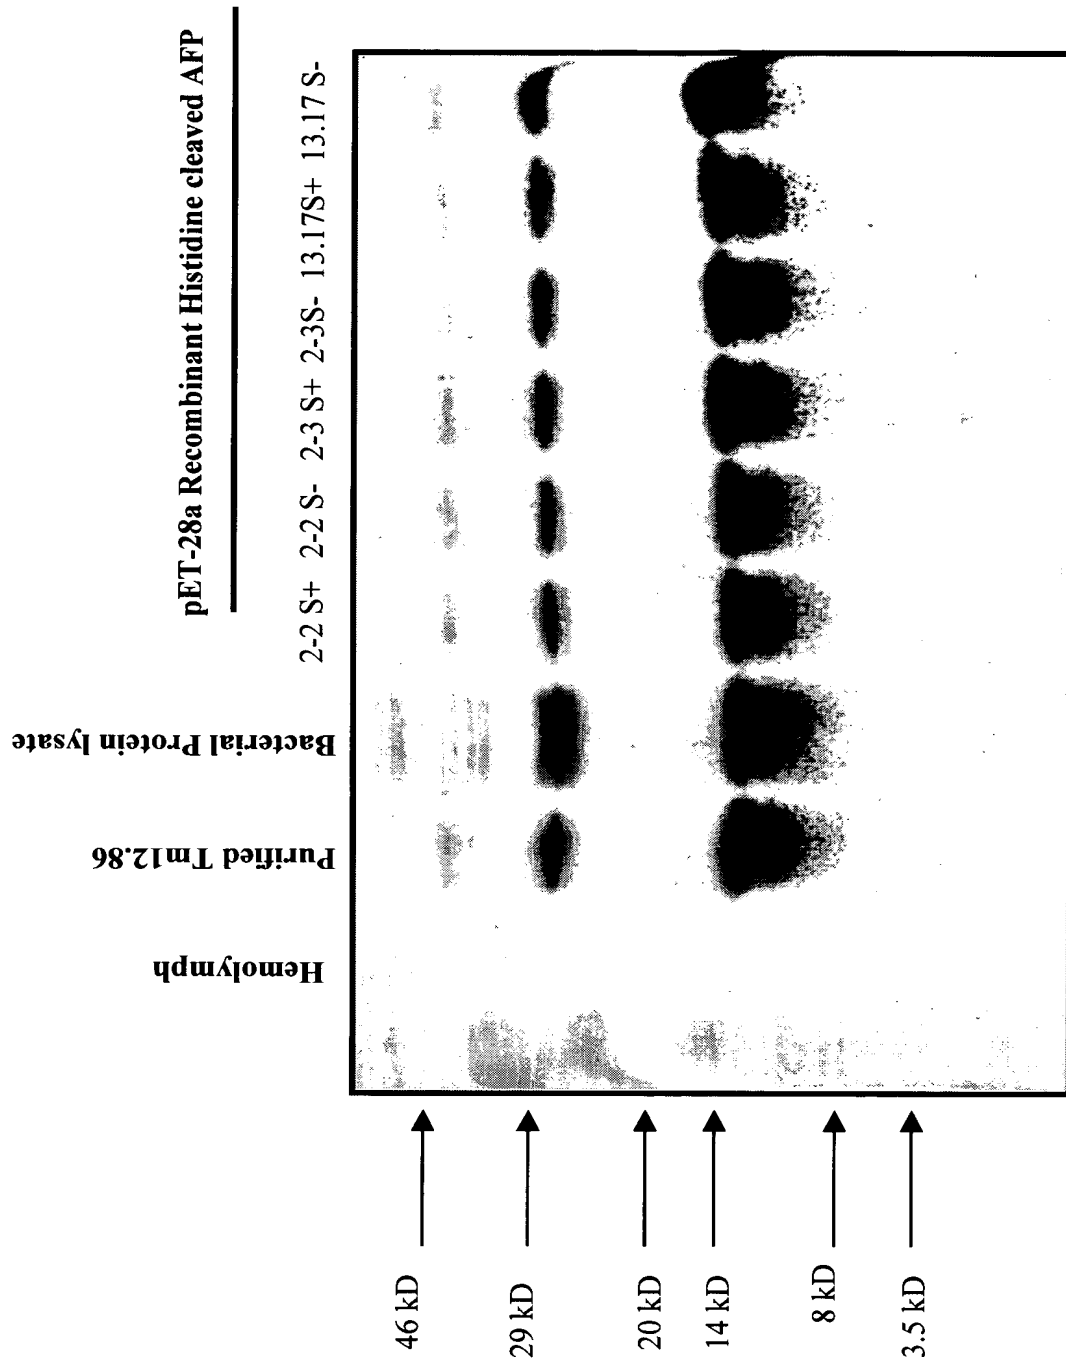 pET-28a Recombinant Histidine cleaved AFP
Hemolymph
Purified Tm12.86
Bacterial Protein lysate
2-2 S+
2-2 S-
2-3 S+
2-3S-
13.17S+
13.17 S-
46 kD
29 kD
20 kD
14 kD
8 kD
3.5 kD